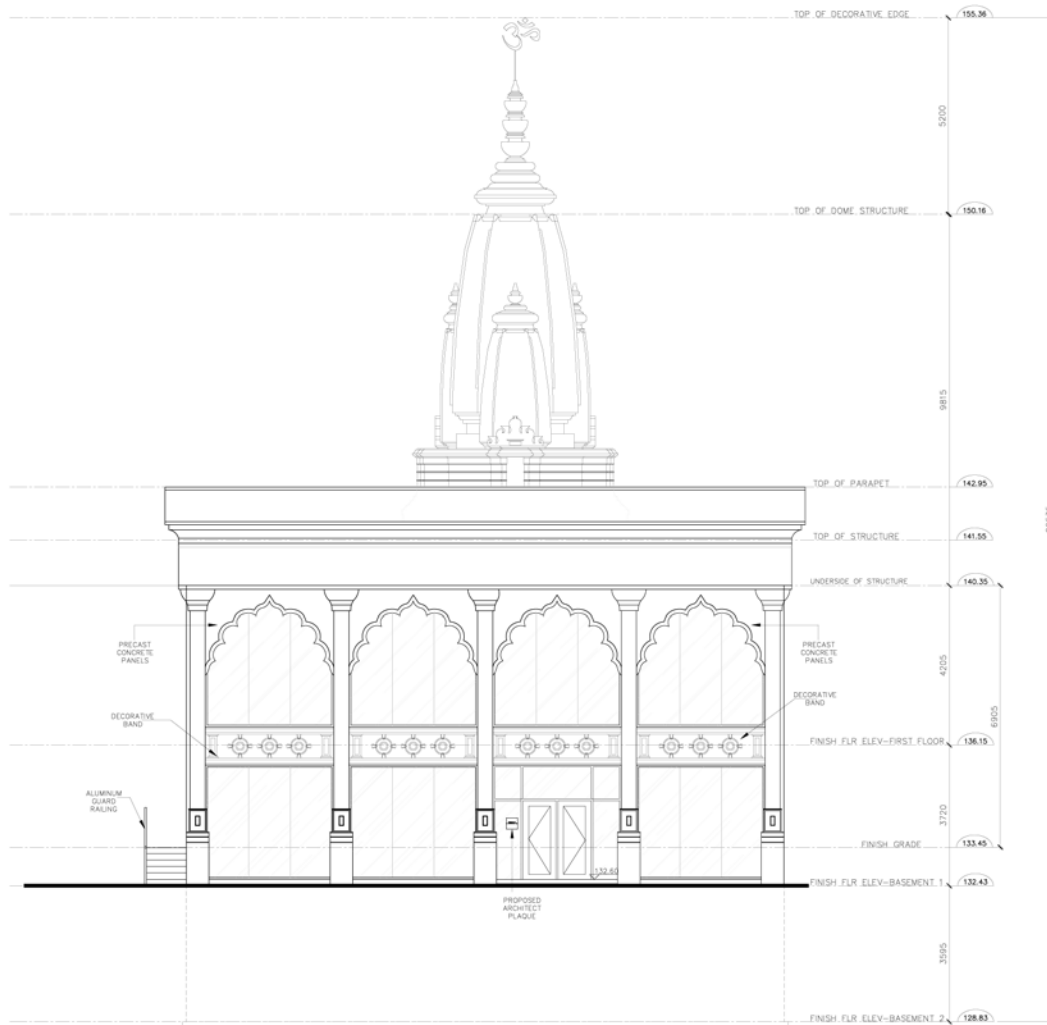 TOP OF DECORATIVE EDGE 155.36
ॐ
5200
TOP OF DOME STRUCTURE 150.16
9815
TOP OF PARAPET 142.95
TOP OF STRUCTURE 141.55
UNDERSIDE OF STRUCTURE 140.35
PRECAST
CONCRETE
PANELS
PRECAST
CONCRETE
PANELS
4205
DECORATIVE
BAND
DECORATIVE
BAND
6905
FINISH FLR ELEV-FIRST FLOOR 136.15
ALUMINUM
GUARD
RAILING
3720
FINISH GRADE 133.45
132.60
FINISH FLR ELEV-BASEMENT 1 132.43
PROPOSED
ARCHITECT
PLAQUE
3595
FINISH FLR ELEV-BASEMENT 2 128.83